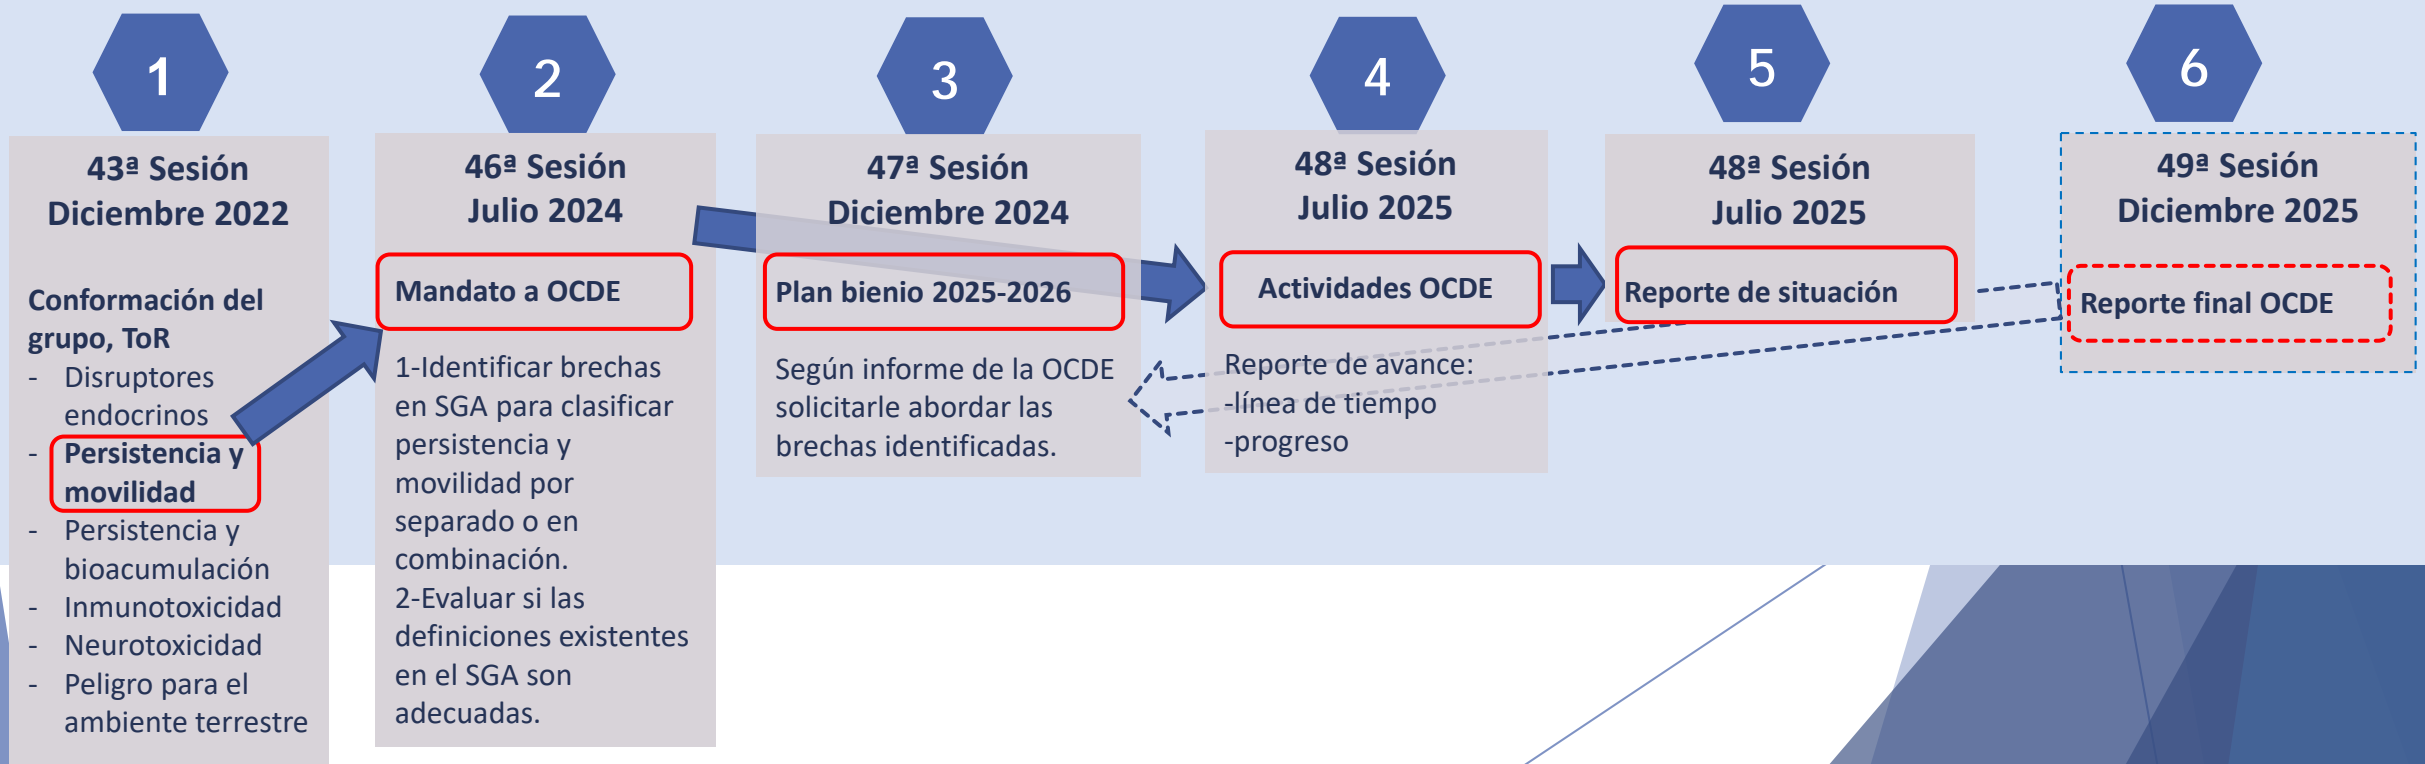 1
43ª Sesión
Diciembre 2022
Conformación del
grupo, ToR
- Disruptores
endocrinos
- Persistencia y
movilidad
- Persistencia y
bioacumulación
- Inmunotoxicidad
- Neurotoxicidad
- Peligro para el
ambiente terrestre
2
46ª Sesión
Julio 2024
Mandato a OCDE
1-Identificar brechas
en SGA para clasificar
persistencia y
movilidad por
separado o en
combinación.
2-Evaluar si las
definiciones existentes
en el SGA son
adecuadas.
3
47ª Sesión
Diciembre 2024
Plan bienio 2025-2026
Según informe de la OCDE
solicitarle abordar las
brechas identificadas.
4
48ª Sesión
Julio 2025
Actividades OCDE
Reporte de avance:
-línea de tiempo
-progreso
5
48ª Sesión
Julio 2025
Reporte de situación
6
49ª Sesión
Diciembre 2025
Reporte final OCDE